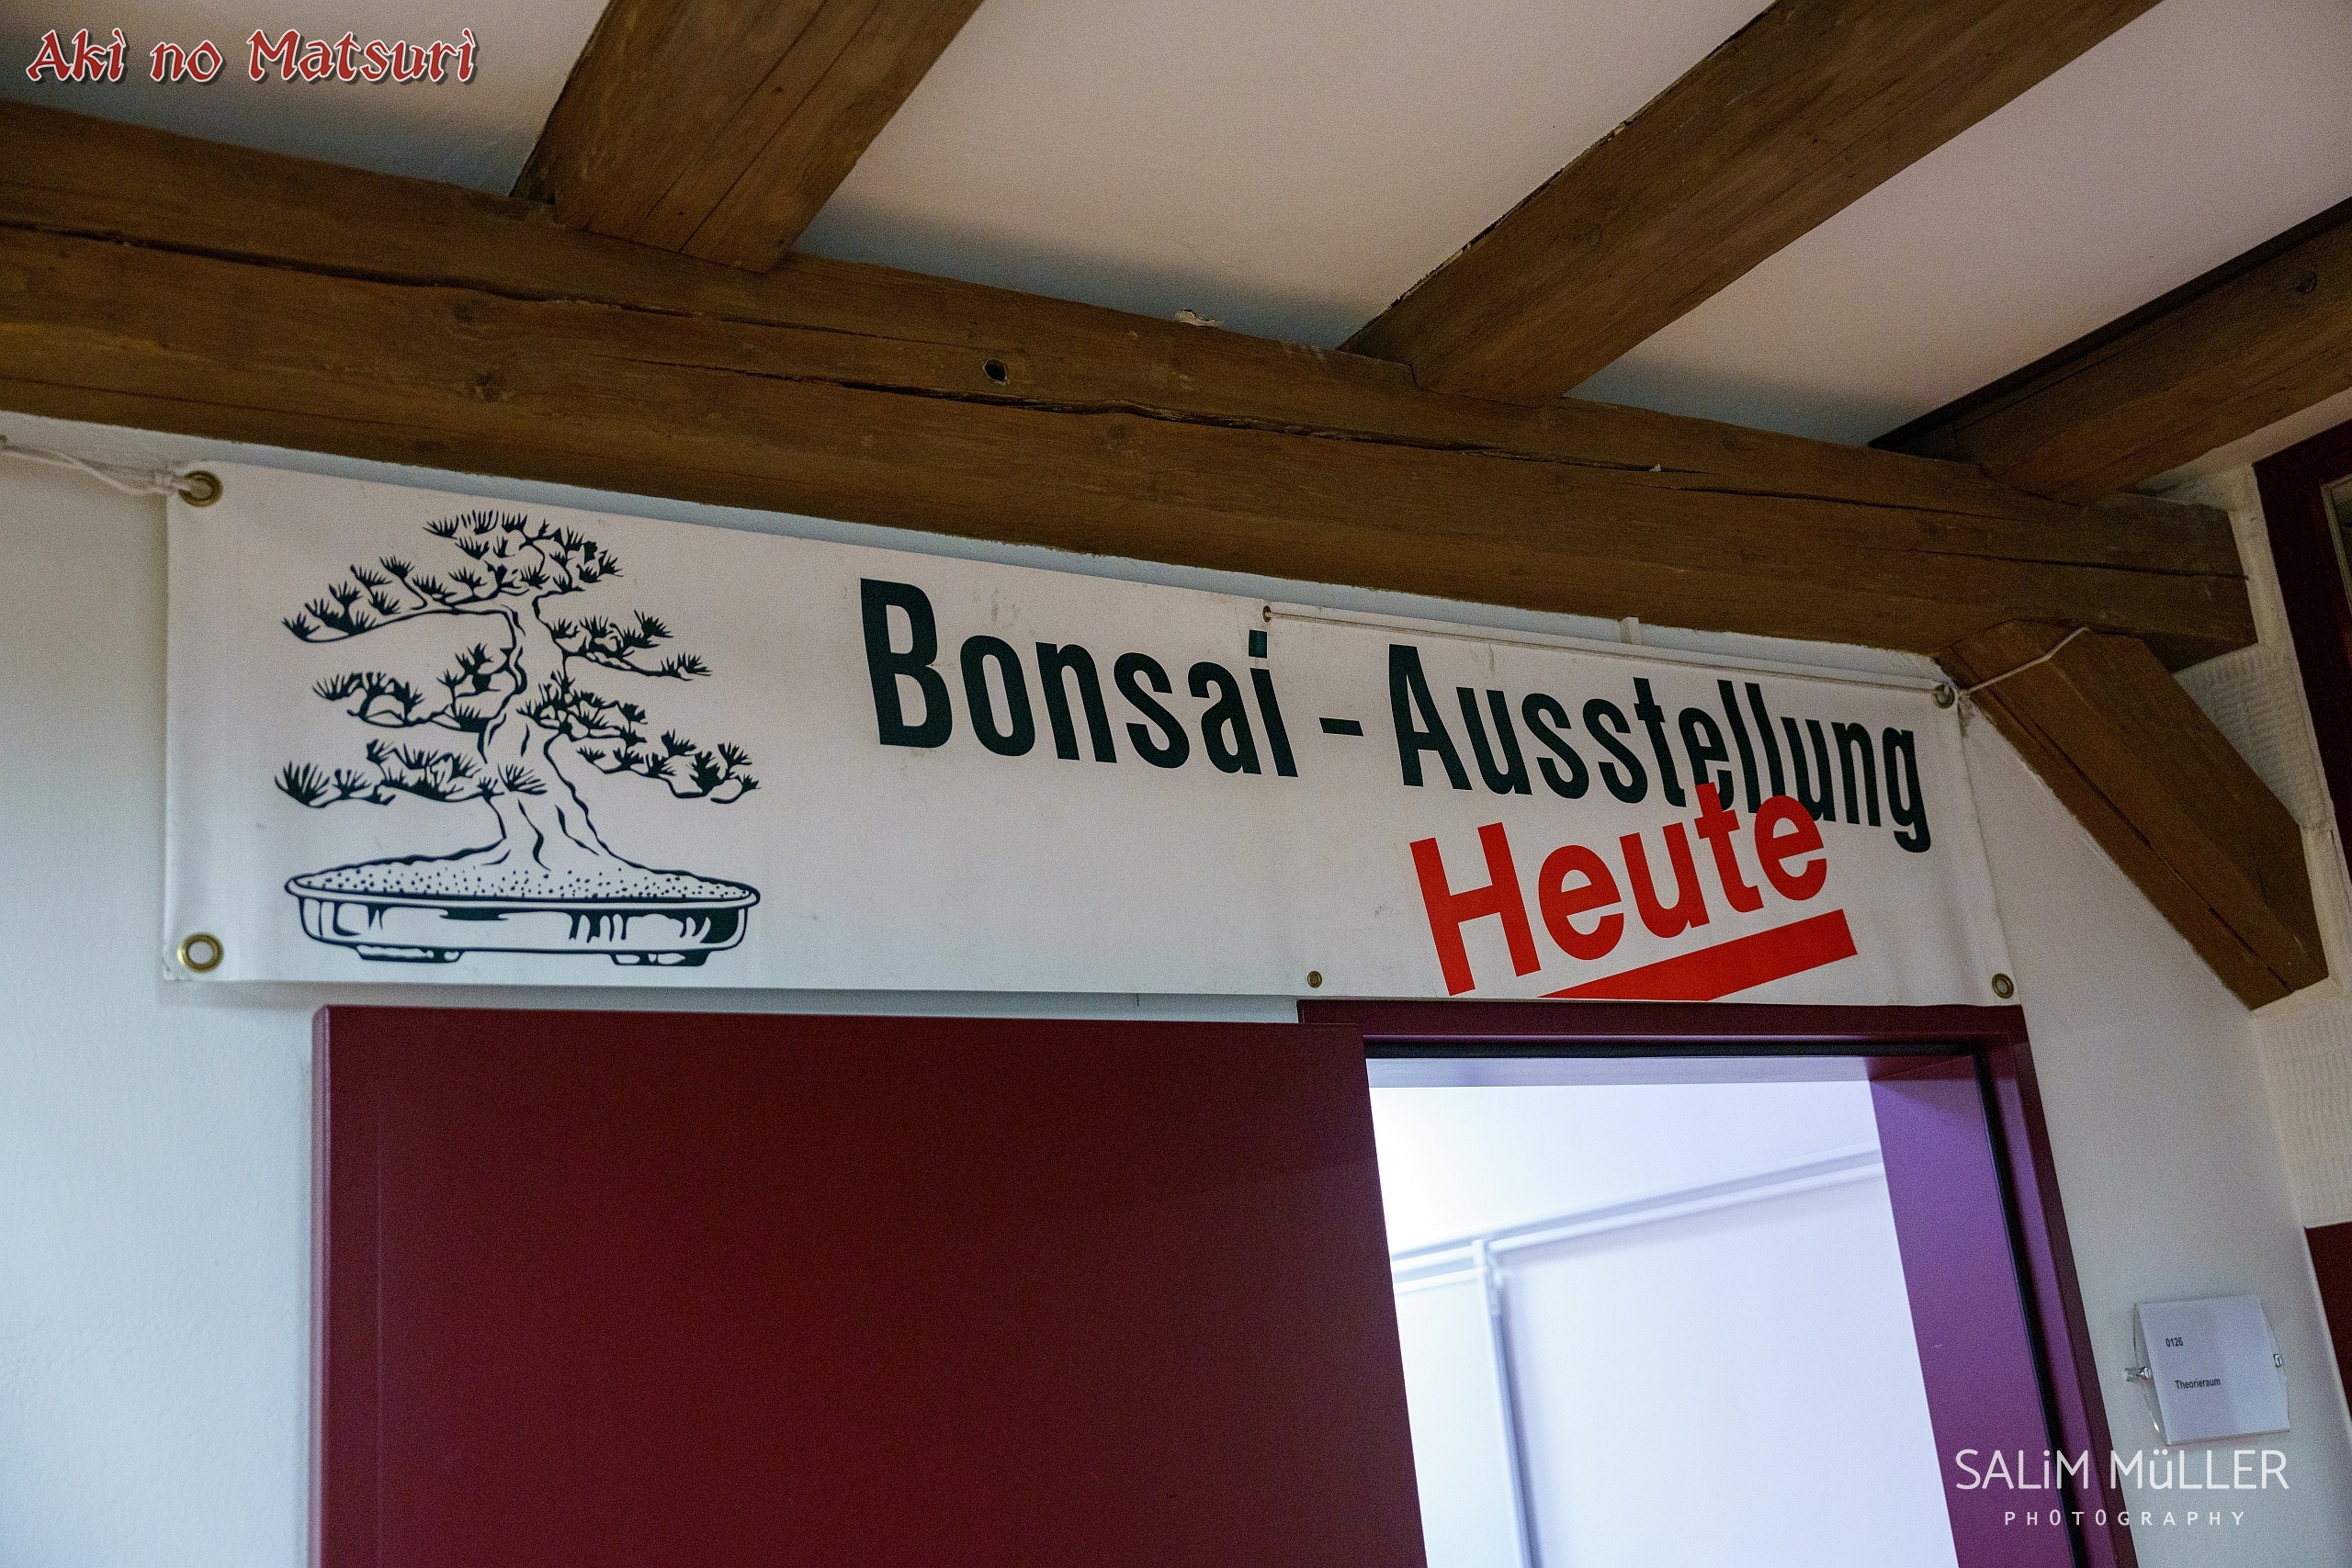 Aki no Matsuri
Bonsai - Ausstellung
Heute
0126
Theorieraum
SALiM MüLLER
PHOTOGRAPHY